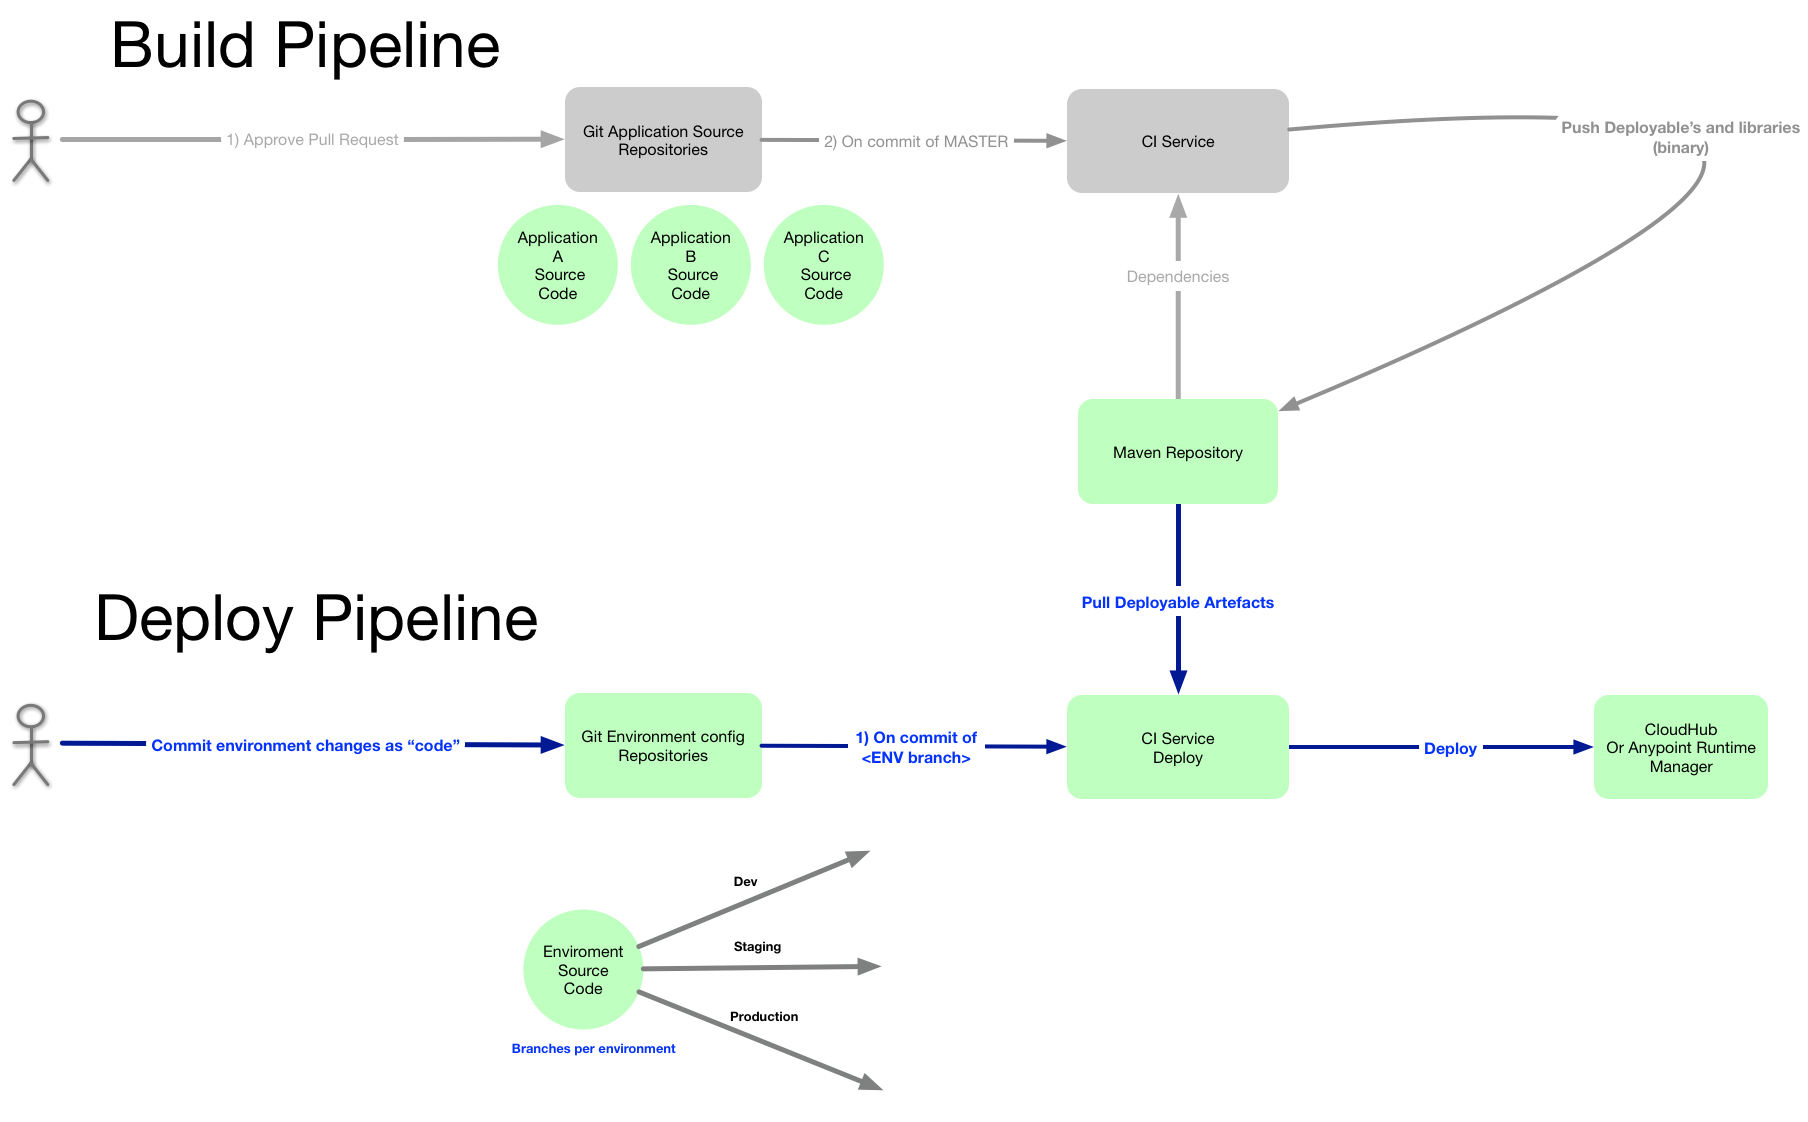 Build Pipeline
1) Approve Pull Request
Git Application Source
Repositories
2) On commit of MASTER
CI Service
Push Deployable's and libraries
(binary)
Application
A
Source
Code
Application
B
Source
Code
Application
C
Source
Code
Dependencies
Maven Repository
Pull Deployable Artefacts
Deploy Pipeline
Commit environment changes as “code”
Git Environment config
Repositories
1) On commit of
<ENV branch>
CI Service
Deploy
Deploy
CloudHub
Or Anypoint Runtime
Manager
Dev
Staging
Production
Enviroment
Source
Code
Branches per environment